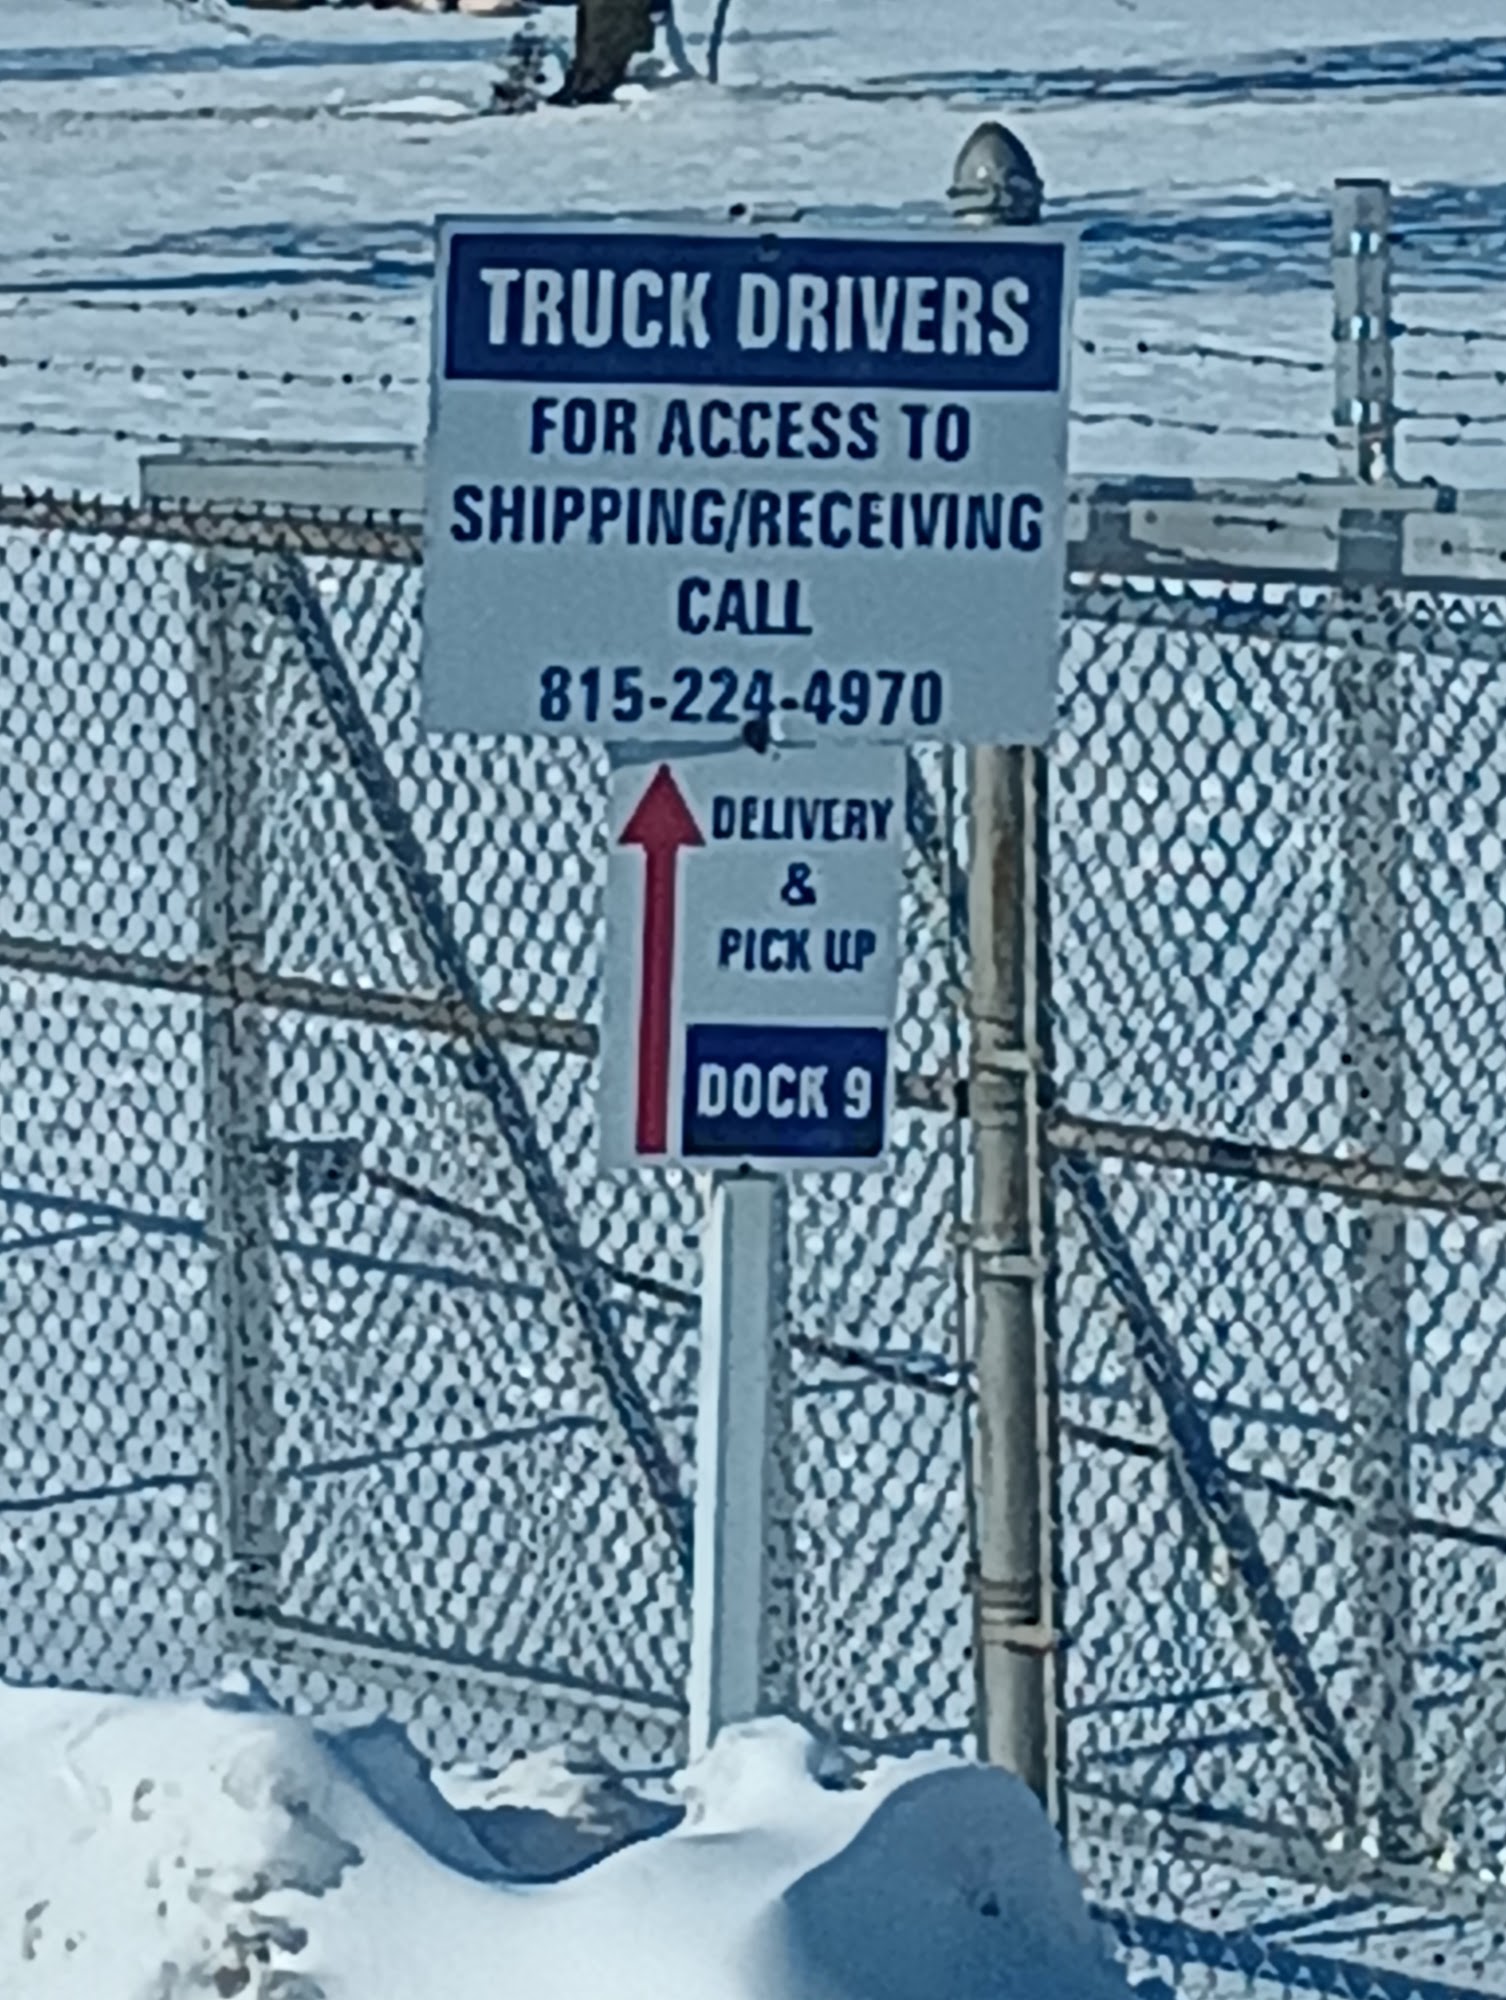 TRUCK DRIVERS
FOR ACCESS TO
SHIPPING/RECEIVING
CALL
815-224-4970
DELIVERY
&
PICK UP
DOCK 9